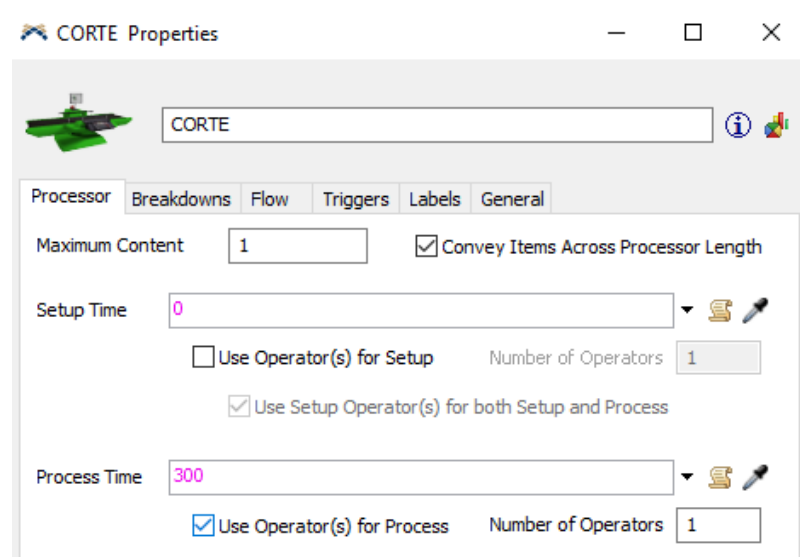 CORTE Properties
CORTE
Processor Breakdowns Flow Triggers Labels General
Maximum Content 1 Convey Items Across Processor Length
Setup Time 0
Use Operator(s) for Setup Number of Operators 1
Use Setup Operator(s) for both Setup and Process
Process Time 300
Use Operator(s) for Process Number of Operators 1